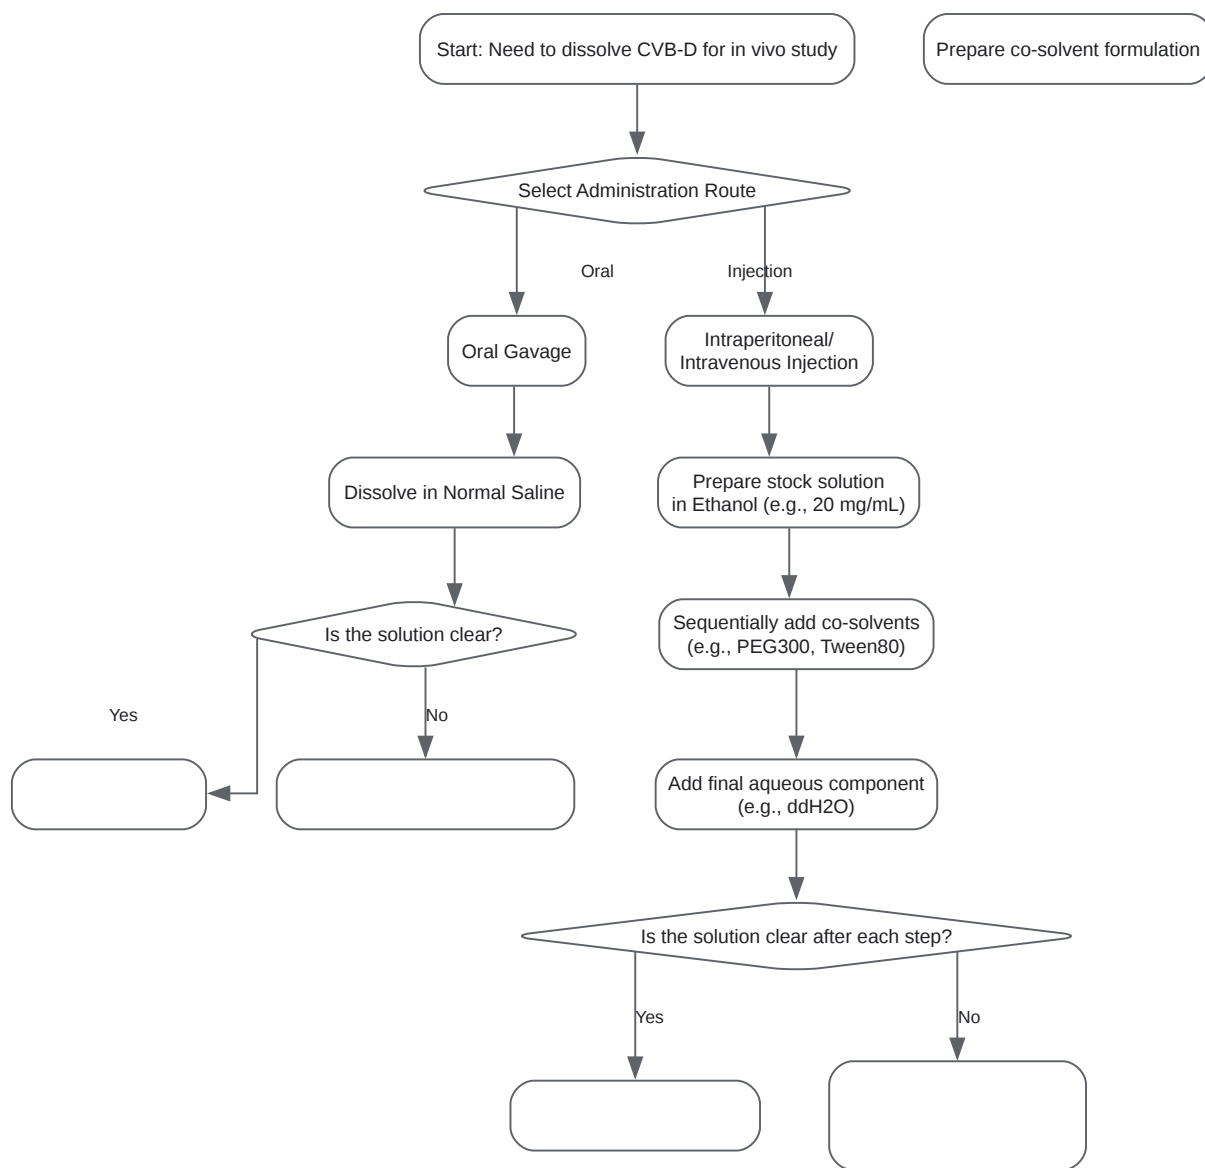 Start: Need to dissolve CVB-D for in vivo study
Prepare co-solvent formulation
Select Administration Route
Oral
Injection
Oral Gavage
Intraperitoneal/
Intravenous Injection
Dissolve in Normal Saline
Prepare stock solution
in Ethanol (e.g., 20 mg/mL)
Is the solution clear?
Sequentially add co-solvents
(e.g., PEG300, Tween80)
Yes
No
Add final aqueous component
(e.g., ddH2O)
Is the solution clear after each step?
Yes
No